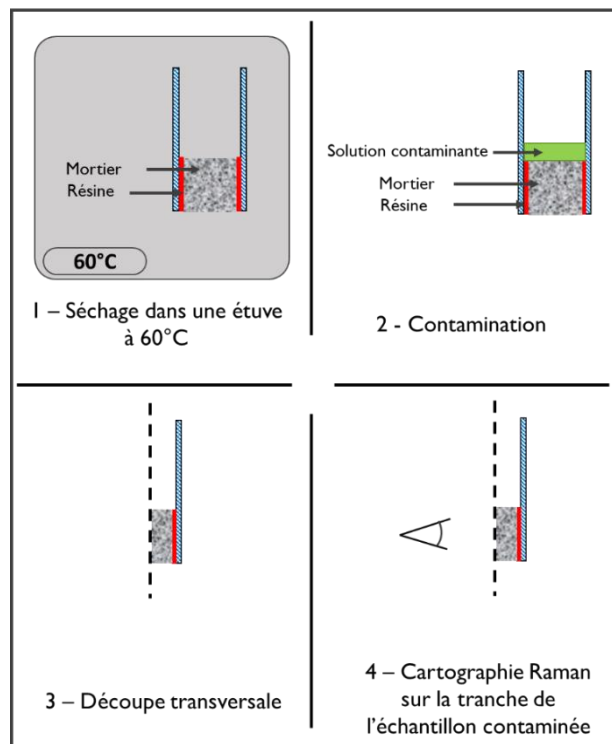 Mortier
Résine
60°C
1 – Séchage dans une étuve
à 60°C
Solution contaminante
Mortier
Résine
2 - Contamination
3 – Découpe transversale
4 – Cartographie Raman
sur la tranche de
l'échantillon contaminée